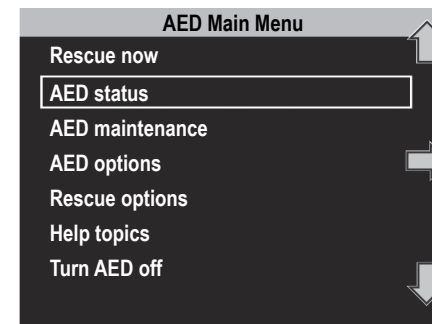 AED Main Menu
Rescue now
AED status
AED maintenance
AED options
Rescue options
Help topics
Turn AED off